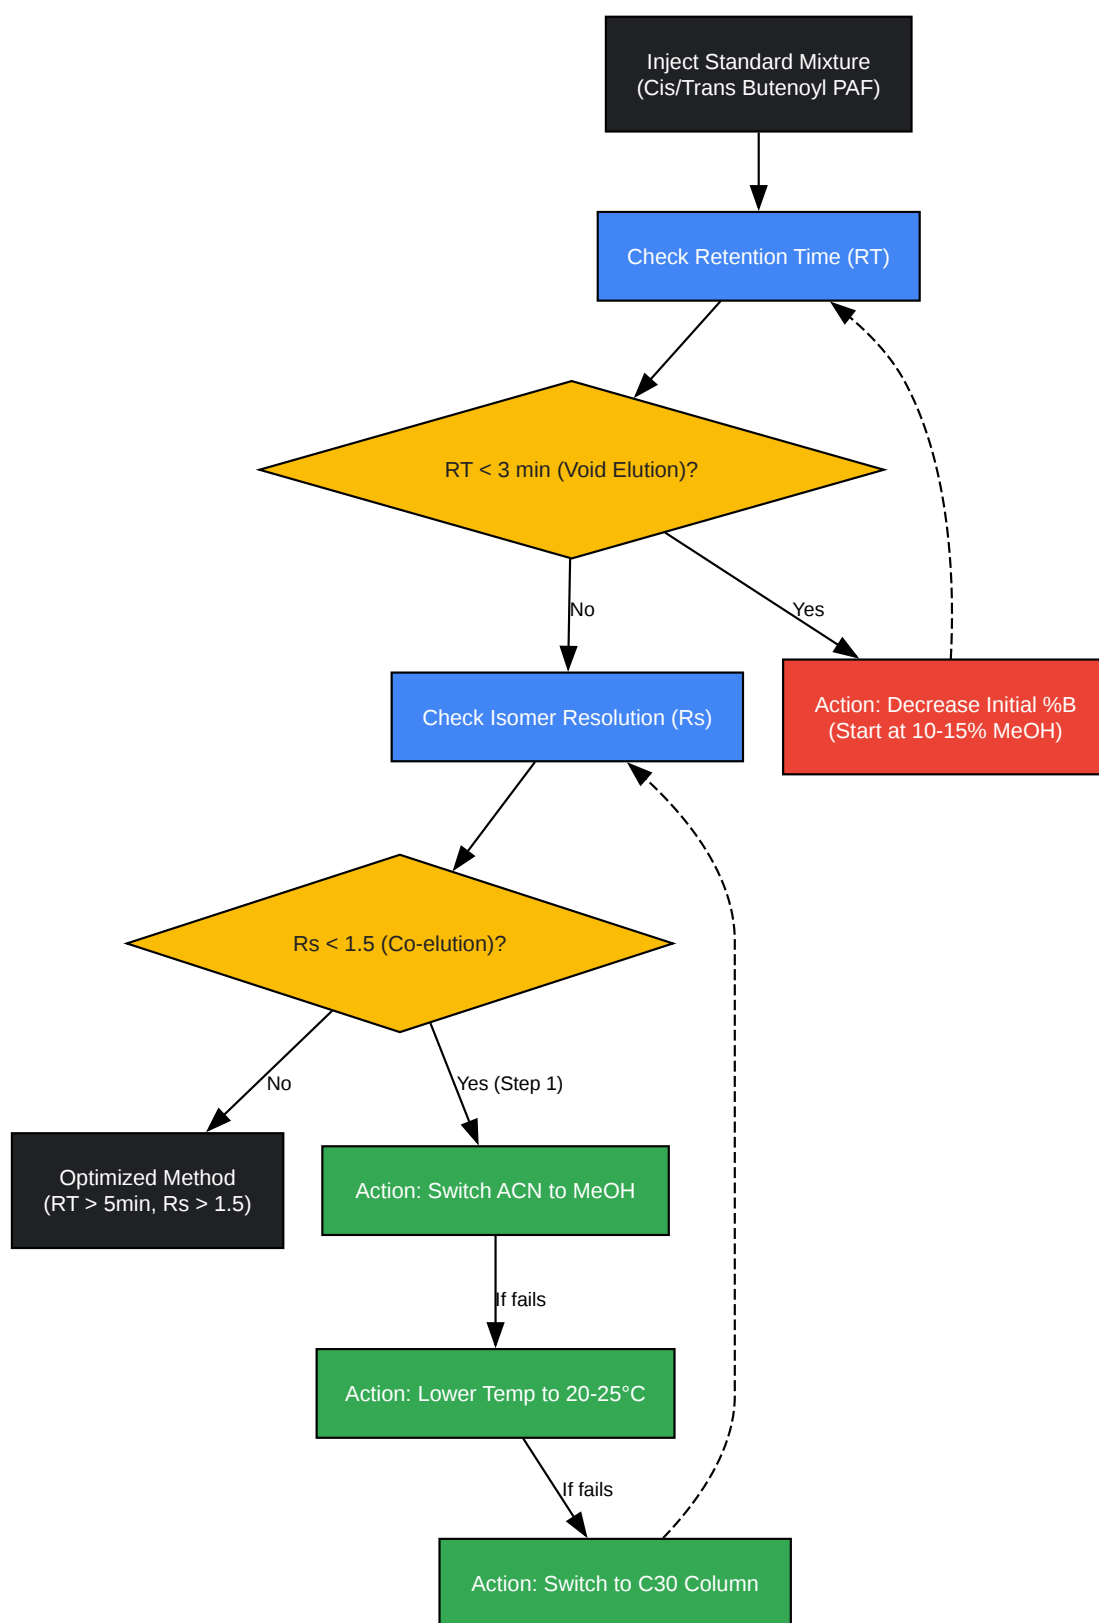 Inject Standard Mixture
(Cis/Trans Butenoyl PAF)
Check Retention Time (RT)
RT < 3 min (Void Elution)?
No
Yes
Check Isomer Resolution (Rs)
Action: Decrease Initial %B
(Start at 10-15% MeOH)
Rs < 1.5 (Co-elution)?
No
Yes (Step 1)
Optimized Method
(RT > 5min, Rs > 1.5)
Action: Switch ACN to MeOH
If fails
Action: Lower Temp to 20-25°C
If fails
Action: Switch to C30 Column